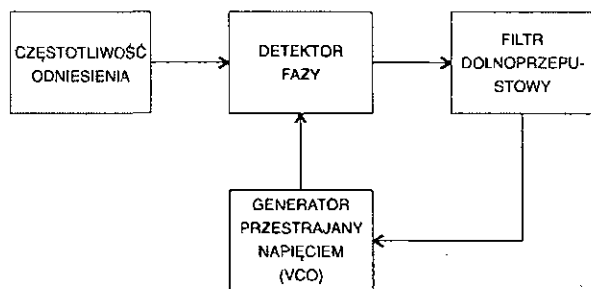 CZĘSTOTLIWOŚĆ
ODNIESIENIA
DETEKTOR
FAZY
FILTR
DOLNOPRZEPU-
STOWY
GENERATOR
PRZESTRAJANY
NAPIĘCIEM
(VCO)